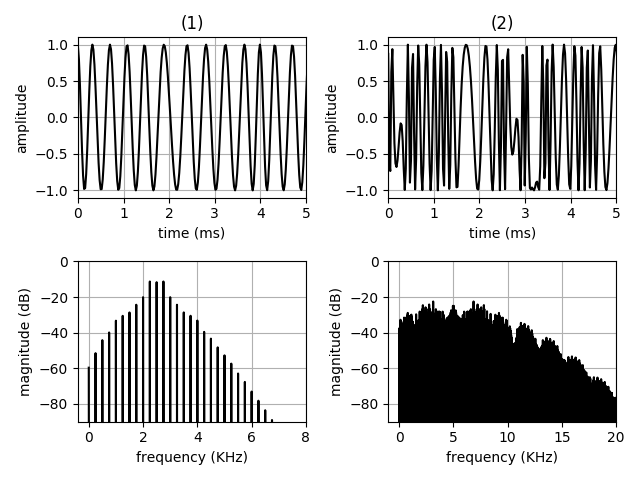 (1)
1.0
0.5
0.0
−0.5
−1.0
amplitude
0 1 2 3 4 5
time (ms)
(2)
1.0
0.5
0.0
−0.5
−1.0
amplitude
0 1 2 3 4 5
time (ms)
0
−20
−40
−60
−80
magnitude (dB)
0 2 4 6 8
frequency (KHz)
0
−20
−40
−60
−80
magnitude (dB)
0 5 10 15 20
frequency (KHz)